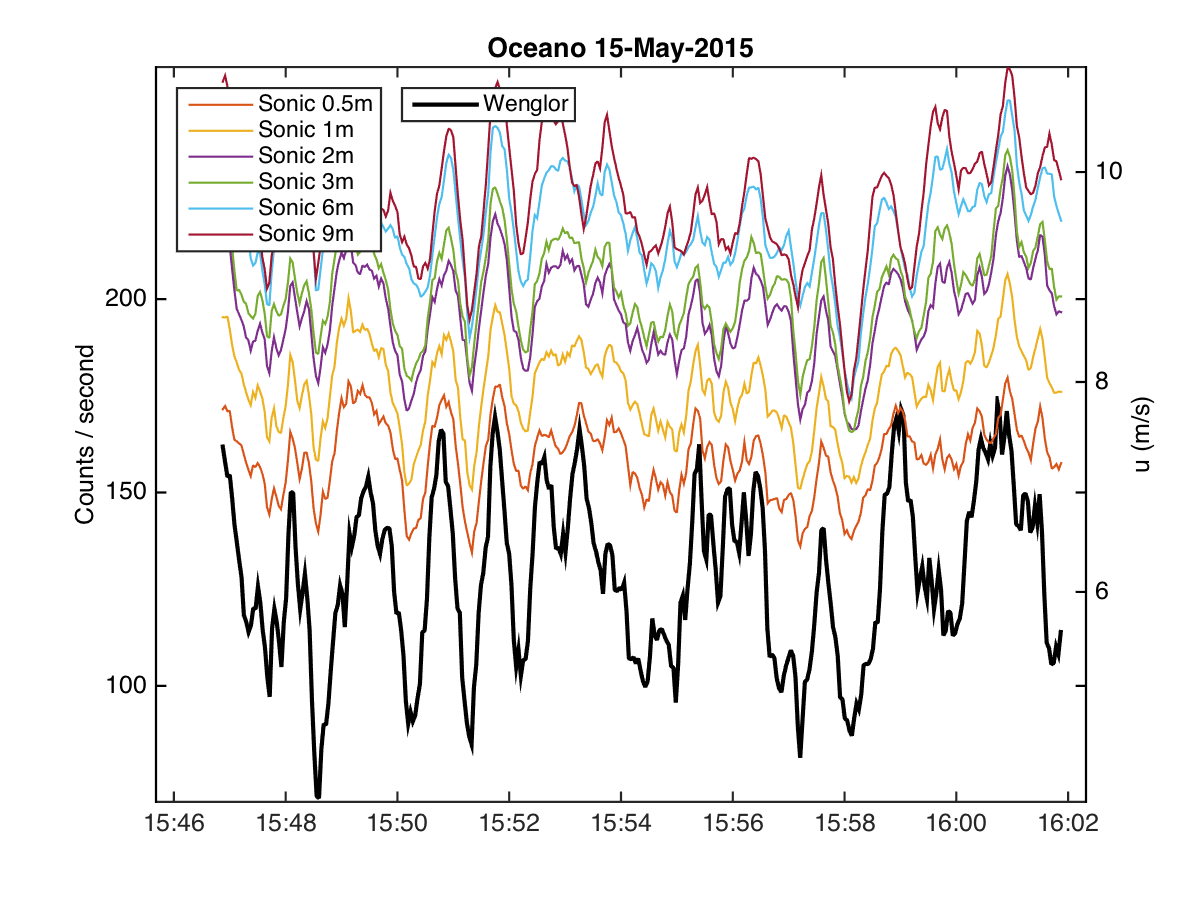 Oceano 15-May-2015
Sonic 0.5m
Sonic 1m
Sonic 2m
Sonic 3m
Sonic 6m
Sonic 9m
Wenglor
Counts / second
200
150
100
10
8
6
u (m/s)
15:46 15:48 15:50 15:52 15:54 15:56 15:58 16:00 16:02